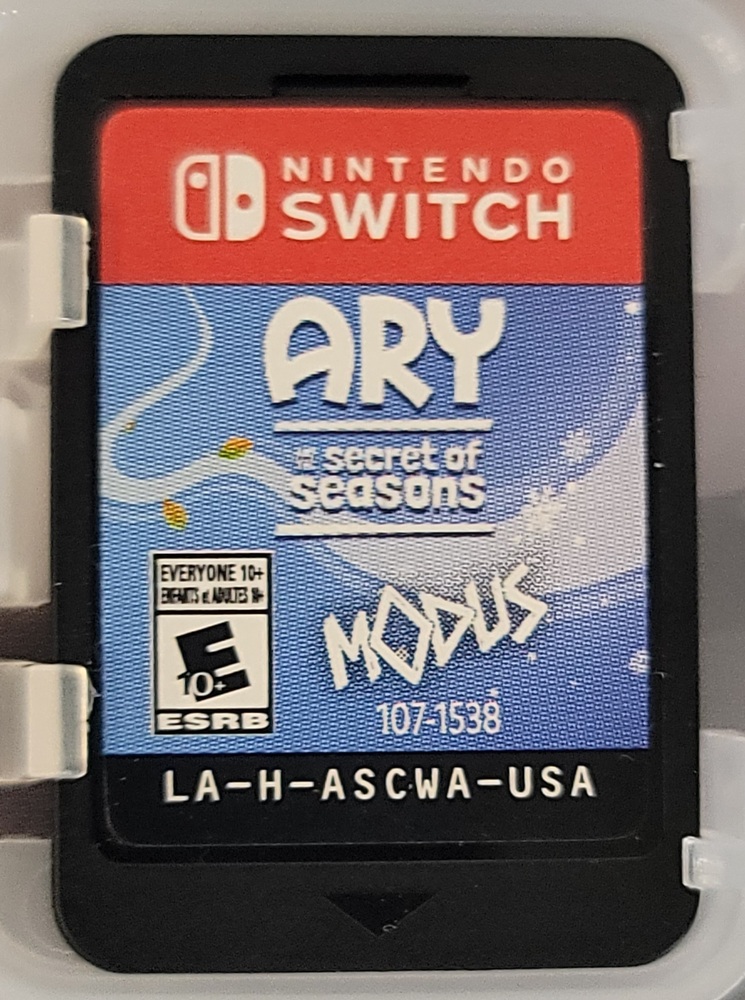 NINTENDO
SWITCH
ARY
secret of
seasons
EVERYONE 10+
ENFANTS et ADULTES 10+
E
10+
ESRB
MODUS
107-1538
LA-H-ASCWA-USA